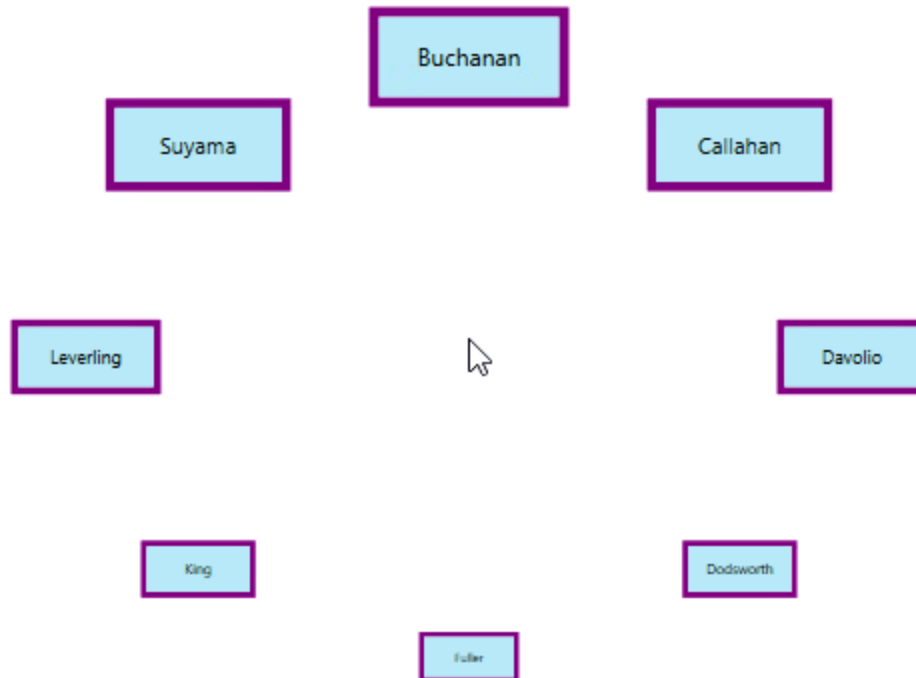 Buchanan
Suyama
Callahan
Leverling
Davolio
King
Dodsworth
Fuller